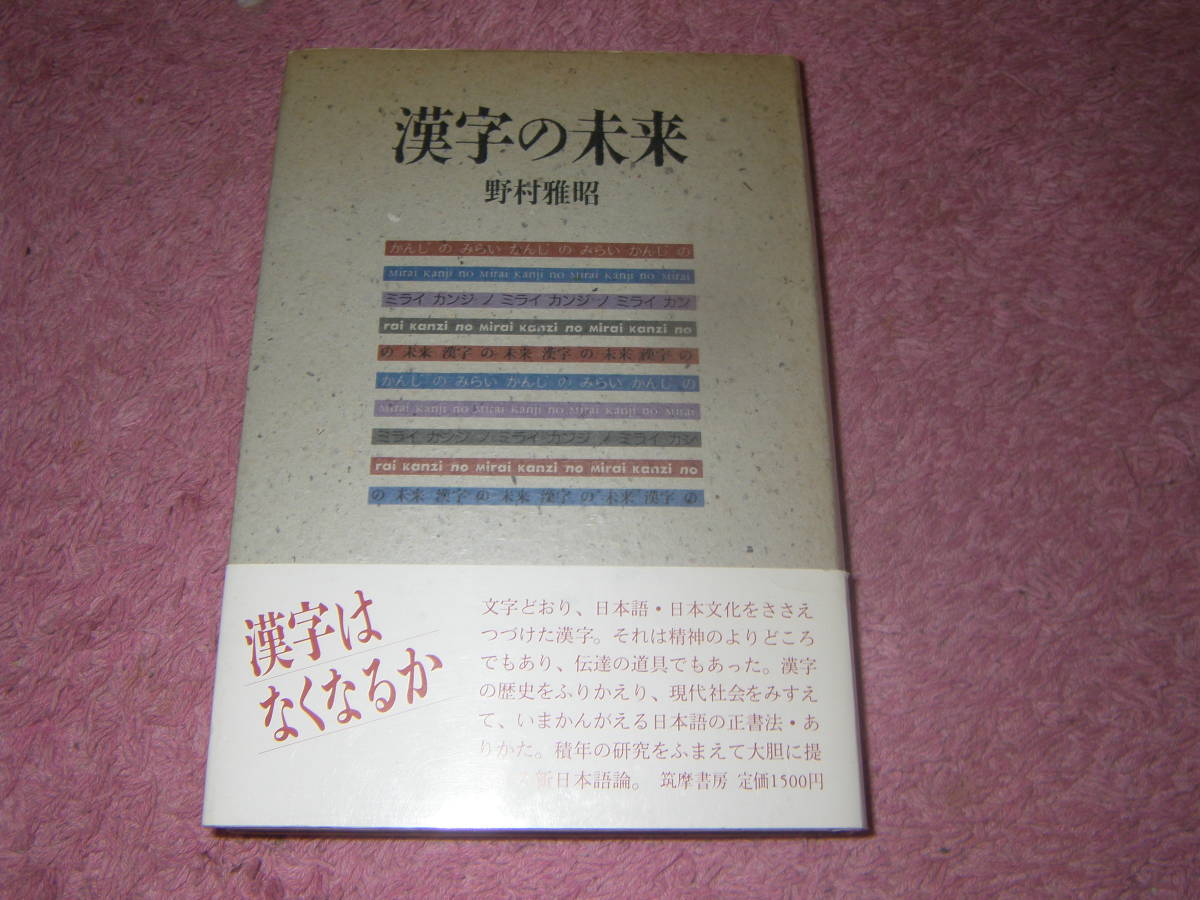 漢字の未来
野村雅昭
かんじ の みらい かんじ の みらい かんじ の
Mirai Kanji no Mirai Kanji no Mirai Kanji no Mirai
ミライ カンジ ノ ミライ カンジ ノ ミライ カン
rai Kanzi no Mirai Kanzi no Mirai Kanzi no
の 未来 漢字 の 未来 漢字 の 未来 漢字 の
かんじ の みらい かんじ の みらい かんじ の
Mirai Kanji no Mirai Kanji no Mirai Kanji no Mirai
ミライ カンジ ノ ミライ カンジ ノ ミライ カン
rai Kanzi no Mirai Kanzi no Mirai Kanzi no
の 未来 漢字 の 未来 漢字 の 未来 漢字 の
漢字は
なくなるか
文字どおり、日本語・日本文化をささえ
つづけた漢字。それは精神のよりどころ
でもあり、伝達の道具でもあった。漢字
の歴史をふりかえり、現代社会をみすえ
て、いまかんがえる日本語の正書法・あ
りかた。積年の研究をふまえて大胆に提
新日本語論。 筑摩書房 定価1500円